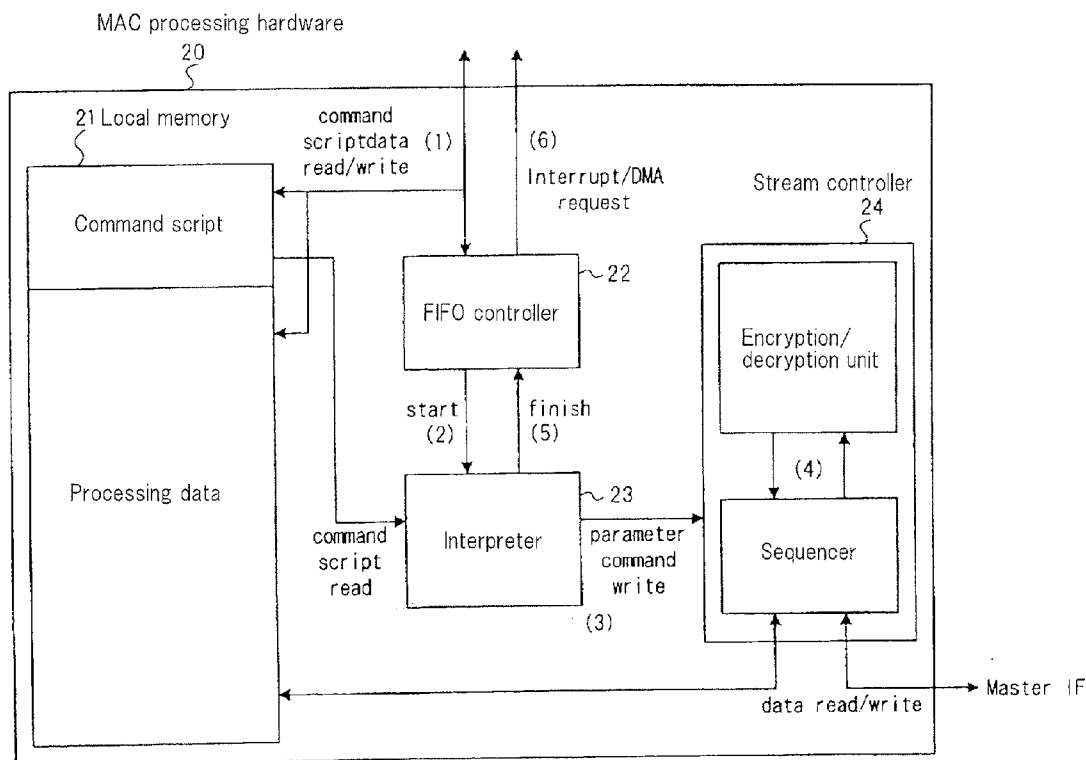 MAC processing hardware
20
21 Local memory
command
scriptdata (1)
read/write
(6)
Interrupt/DMA
request
Stream controller
24
Command script
22
FIFO controller
Encryption/
decryption unit
start
(2)
finish
(5)
(4)
Processing data
23
Interpreter
command
script
read
parameter
command
write
Sequencer
(3)
data read/write
Master IF